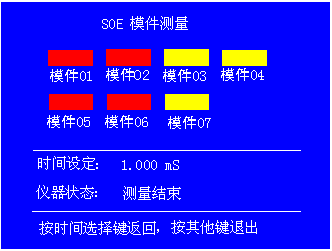 SOE 模件测量
模件01 模件02 模件03 模件04
模件05 模件06 模件07
时间设定: 1.000 mS
仪器状态: 测量结束
按时间选择键返回，按其他键退出